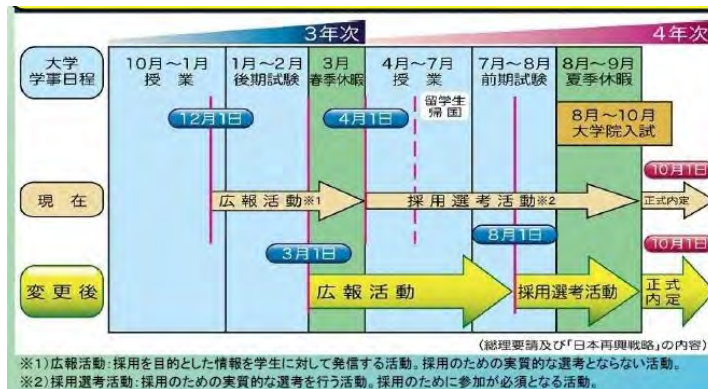 3年次
4年次
大学
学事日程
10月～1月
授 業
1月～2月
後期試験
3月
春季休暇
4月～7月
授 業
7月～8月
前期試験
8月～9月
夏季休暇
留学生
帰国
12月1日
4月1日
8月～10月
大学院入試
現 在
広報活動※1
採用選考活動※2
10月1日
正式内定
3月1日
8月1日
変更後
広報活動
採用選考活動
10月1日
正式
内定
（総理要請及び「日本再興戦略」の内容）
※1）広報活動：採用を目的とした情報を学生に対して発信する活動。採用のための実質的な選考とならない活動。
※2）採用選考活動：採用のための実質的な選考を行う活動。採用のために参加が必須となる活動。